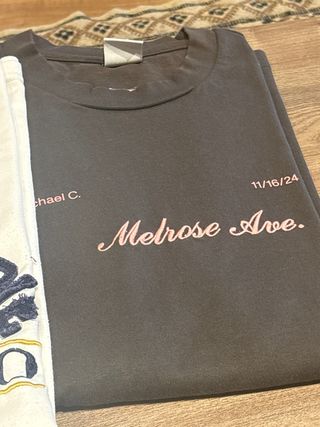 chael C.
11/16/24
Melrose Ave.
O